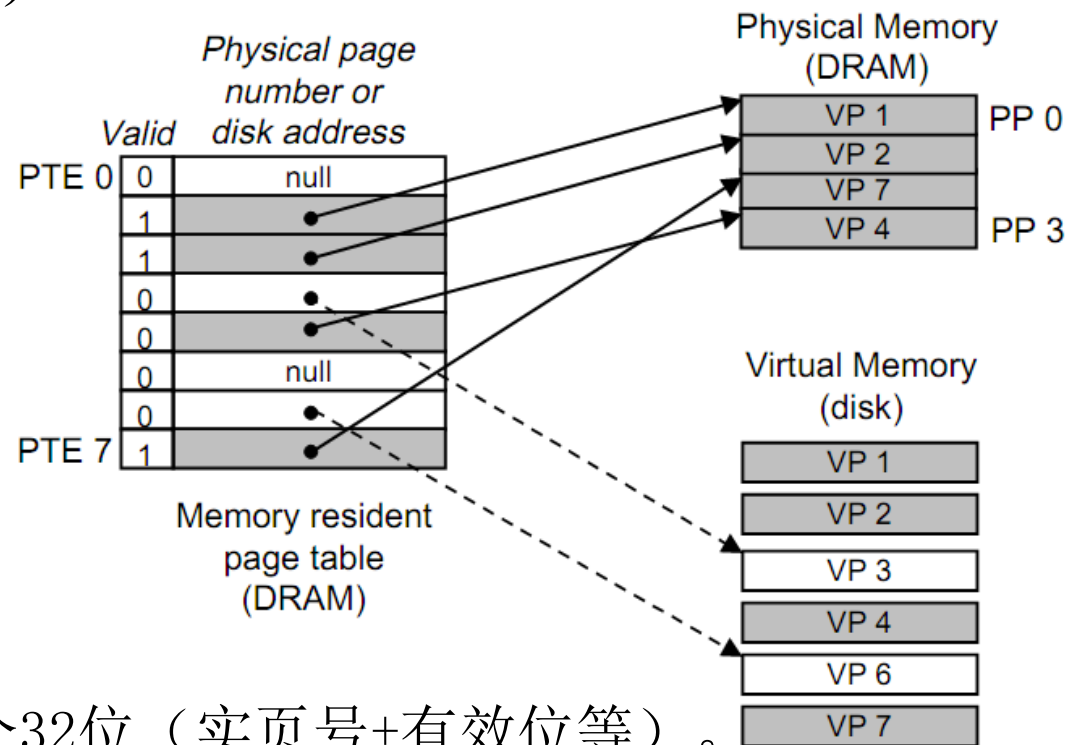 Physical Memory
(DRAM)
Physical page
number or
disk address
Valid
VP 1
PP 0
VP 2
VP 7
VP 4
PP 3
PTE 0
0
null
1
1
0
0
0
null
0
PTE 7
1
Memory resident
page table
(DRAM)
Virtual Memory
(disk)
VP 1
VP 2
VP 3
VP 4
VP 6
VP 7
32位（实页号+有效位等）。